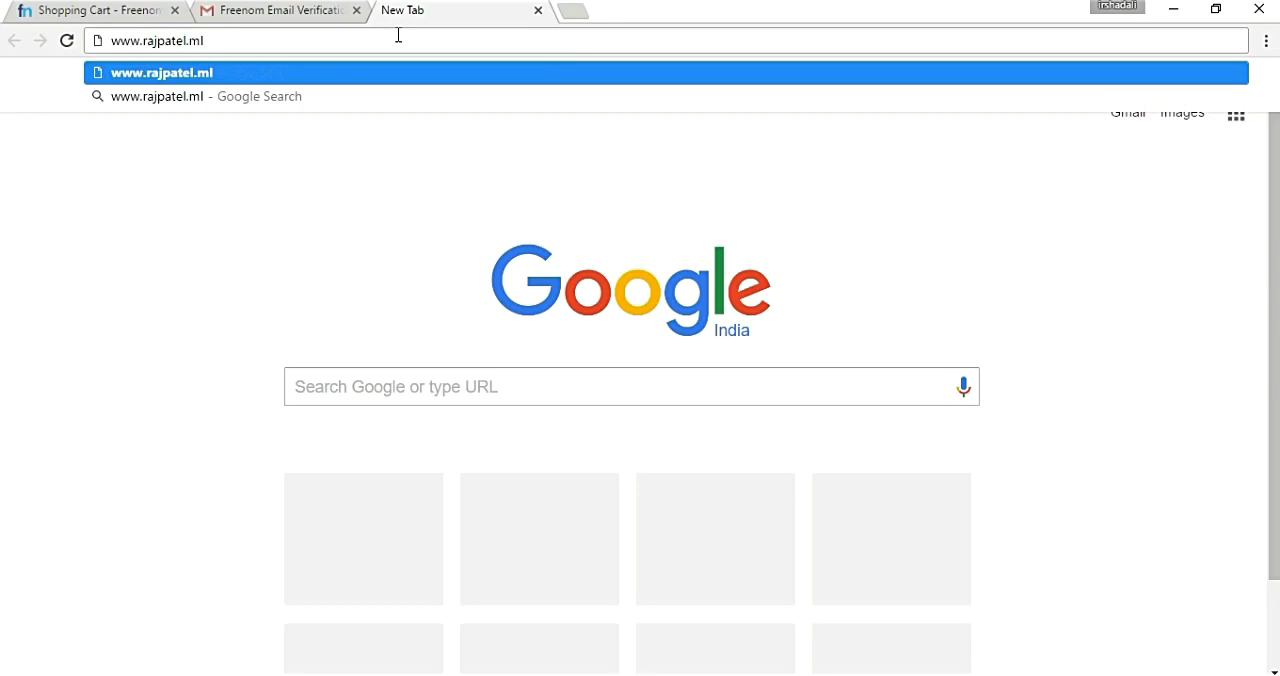 Shopping Cart - Freenom
Freenom Email Verificatic
New Tab
irshadali
www.rajpatel.ml
www.rajpatel.ml
www.rajpatel.ml - Google Search
Gmail Images
Google
India
Search Google or type URL